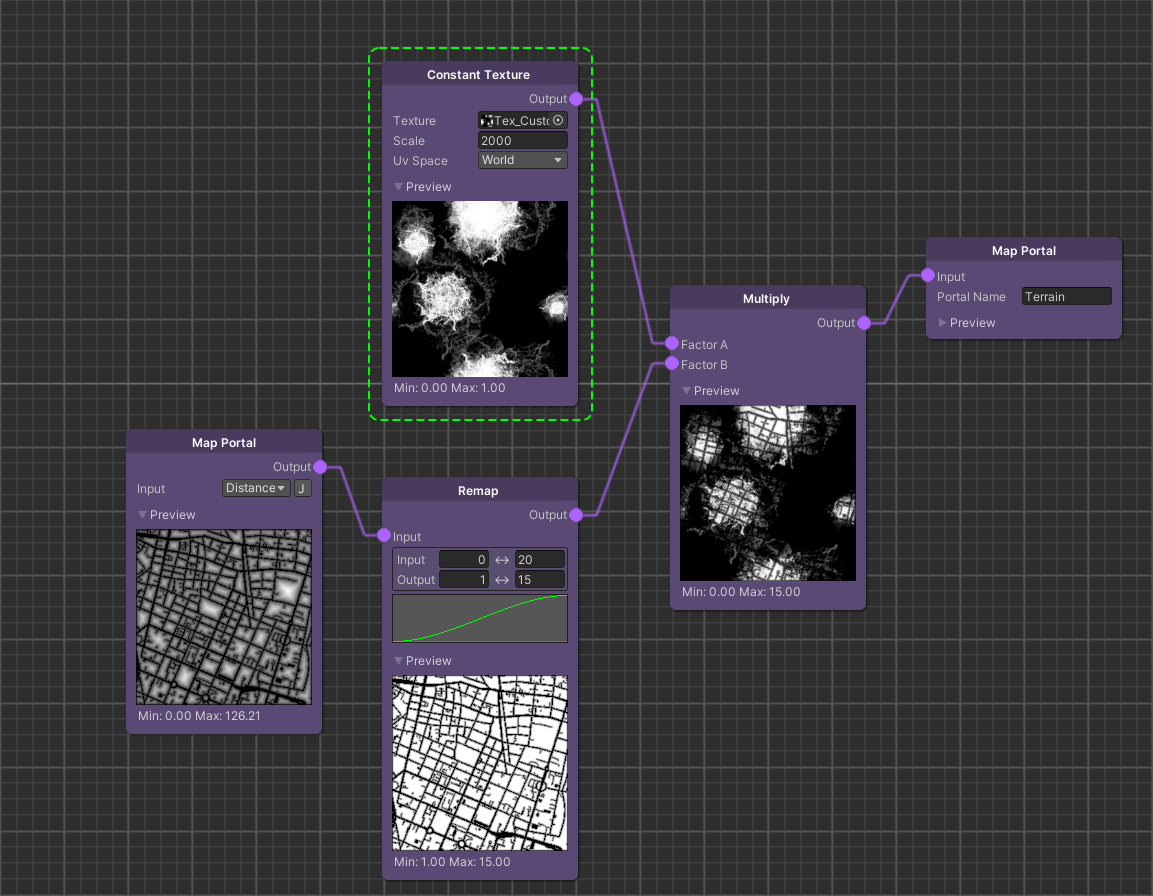 Constant Texture
Output
Texture Tex_Custo
Scale 2000
Uv Space World
Preview
Min: 0.00 Max: 1.00
Map Portal
Output
Input Distance J
Preview
Min: 0.00 Max: 126.21
Remap
Output
Input
Input 0 ↔ 20
Output 1 ↔ 15
Preview
Min: 1.00 Max: 15.00
Multiply
Output
Factor A
Factor B
Preview
Min: 0.00 Max: 15.00
Map Portal
Input
Portal Name Terrain
Preview